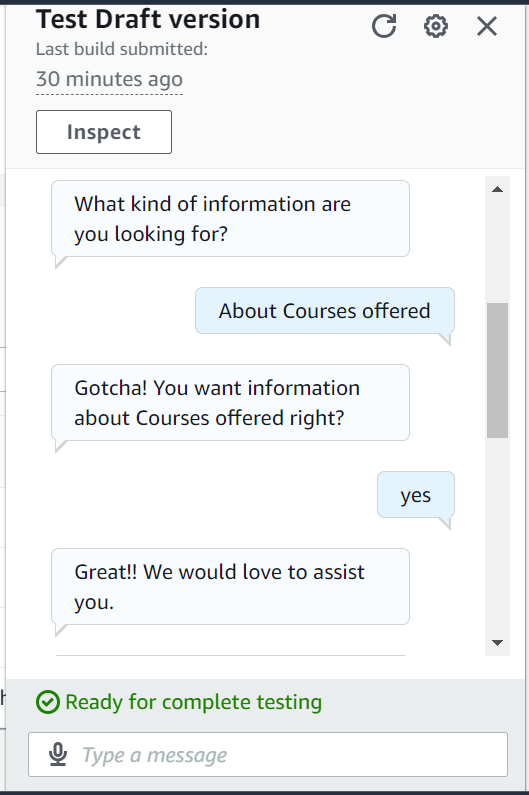 Test Draft version
Last build submitted:
30 minutes ago
Inspect
What kind of information are
you looking for?
About Courses offered
Gotcha! You want information
about Courses offered right?
yes
Great!! We would love to assist
you.
Ready for complete testing
Type a message